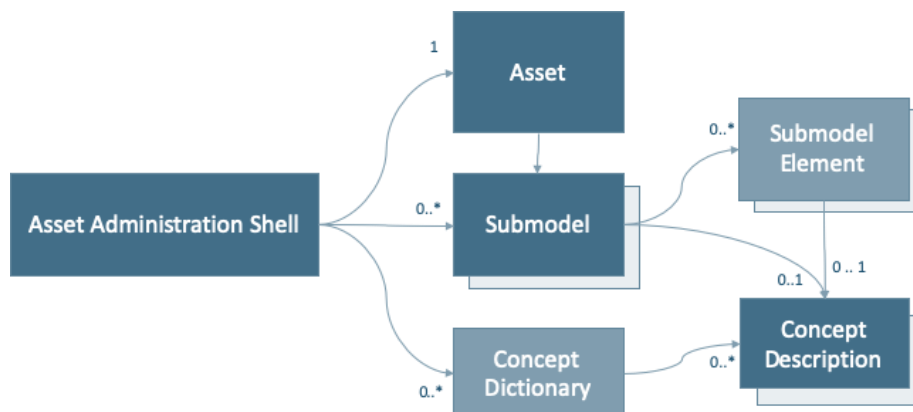 1
Asset
0..*
Submodel
Element
Asset Administration Shell
0..*
Submodel
0 .. 1
0..1
Concept
Dictionary
0..*
0..*
Concept
Description